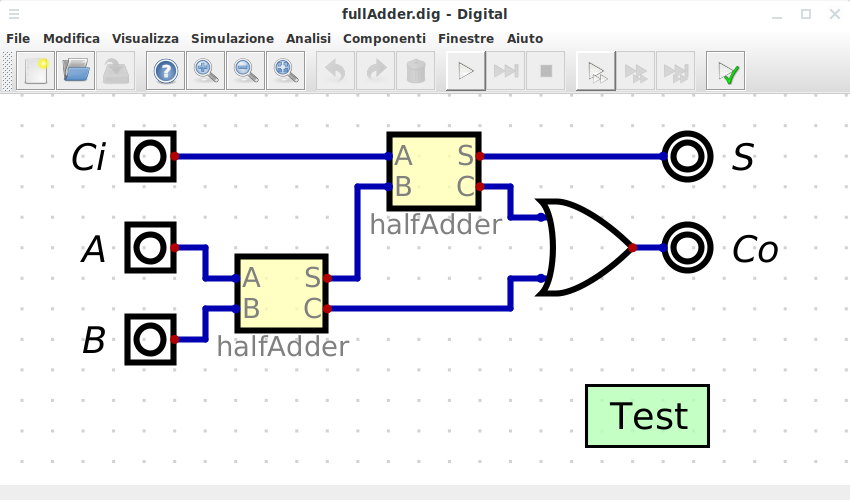 fullAdder.dig - Digital
File Modifica Visualizza Simulazione Analisi Componenti Finestre Aiuto
Ci
A S
B C
halfAdder
S
A
B
A S
B C
halfAdder
Co
Test